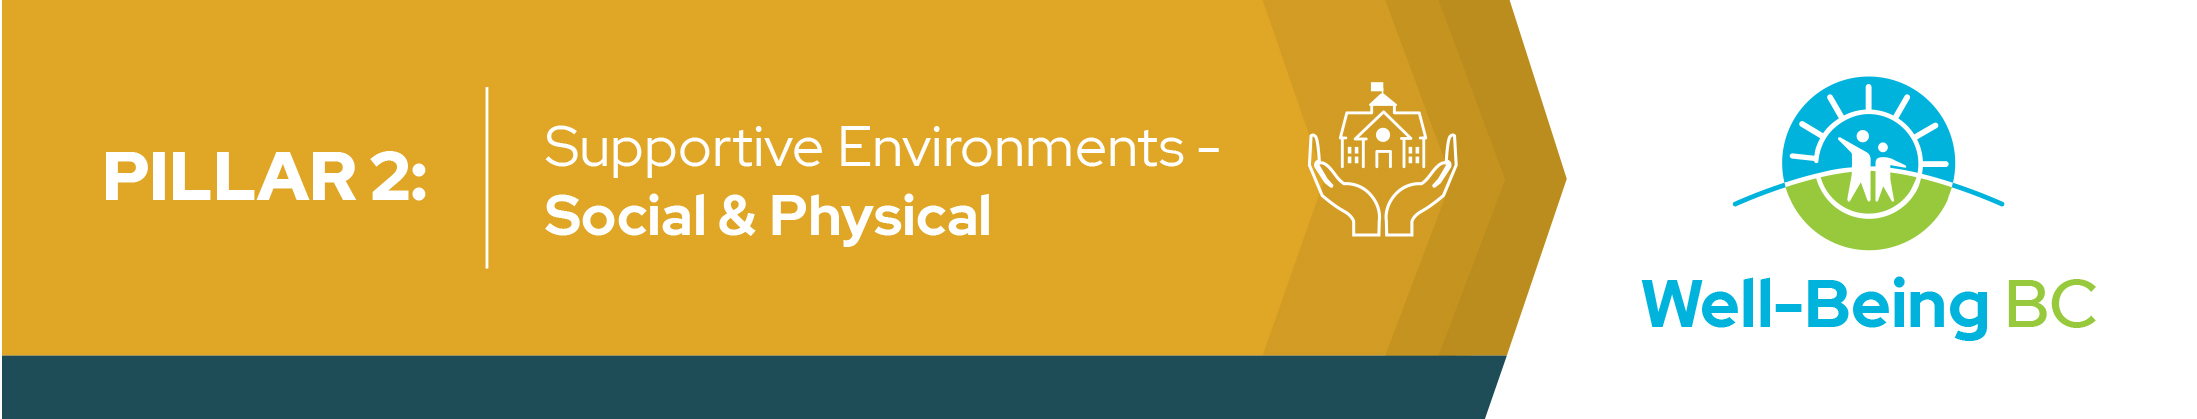 PILLAR 2:
Supportive Environments -
Social & Physical
Well-Being BC